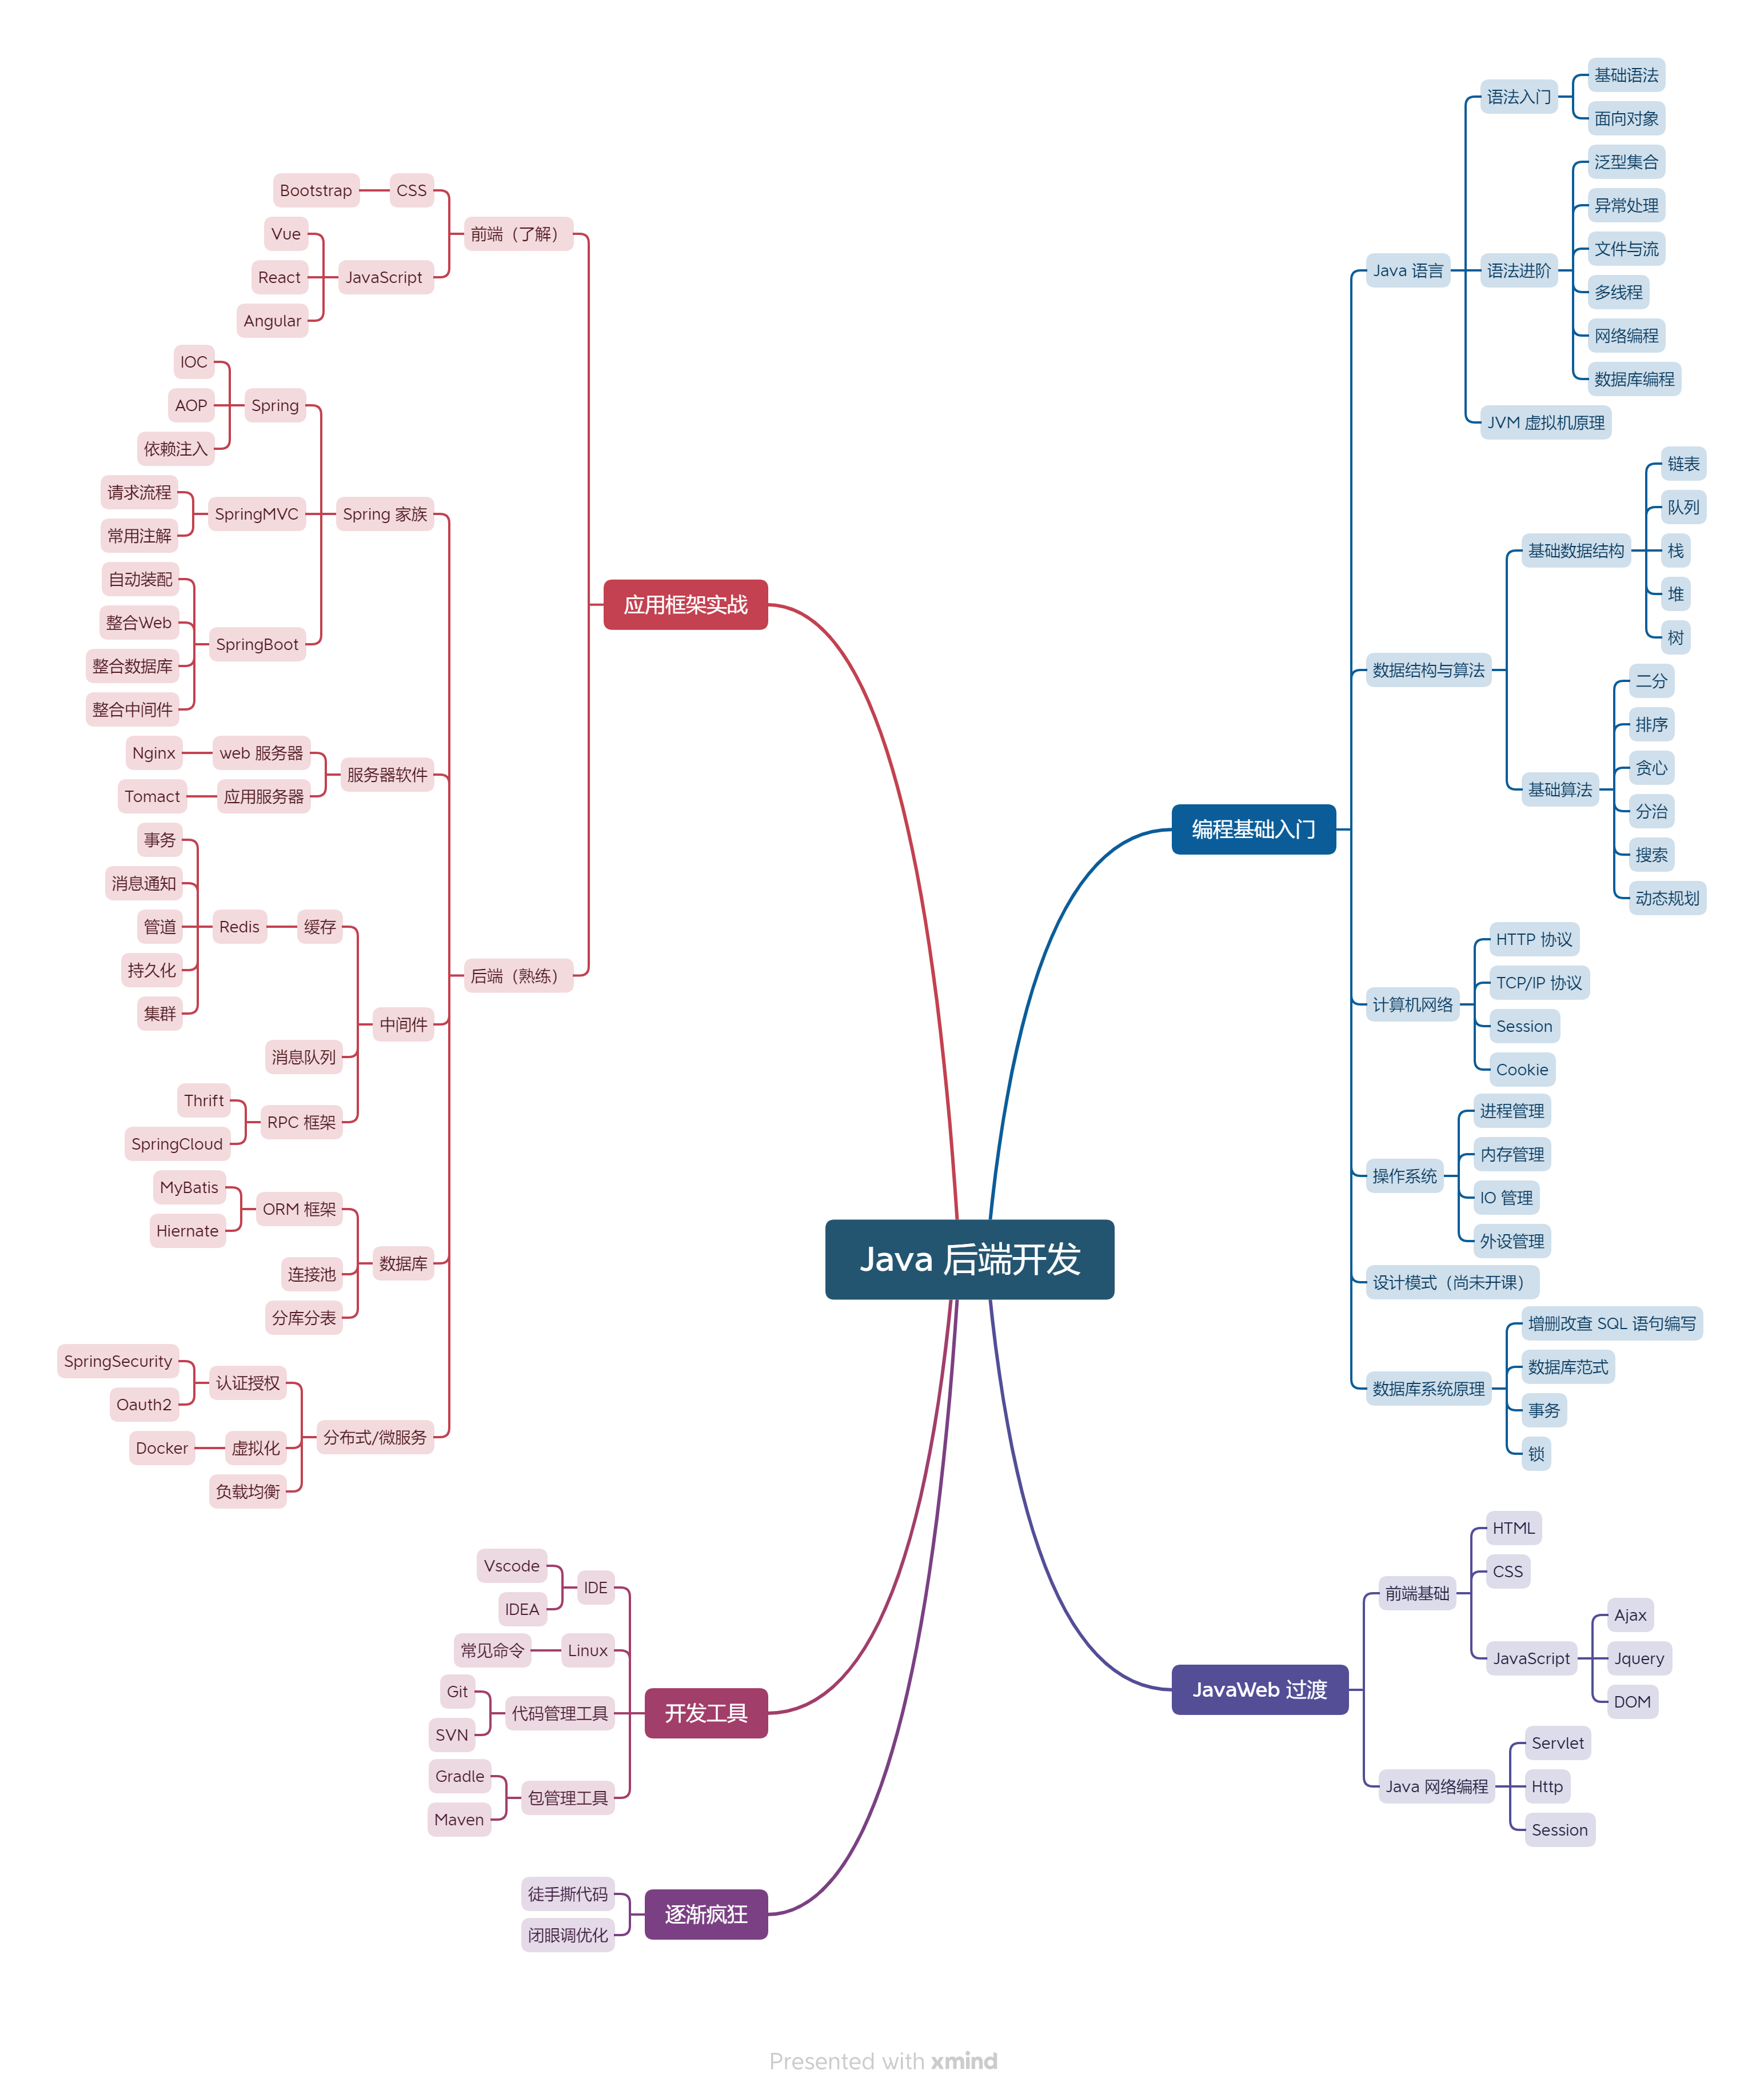 Java 后端开发
编程基础入门
Java 语言
语法入门
基础语法
面向对象
语法进阶
泛型集合
异常处理
文件与流
多线程
网络编程
数据库编程
JVM 虚拟机原理
数据结构与算法
基础数据结构
链表
队列
栈
堆
树
基础算法
二分
排序
贪心
分治
搜索
动态规划
计算机网络
HTTP 协议
TCP/IP 协议
Session
Cookie
操作系统
进程管理
内存管理
IO 管理
外设管理
设计模式（尚未开课）
数据库系统原理
增删改查 SQL 语句编写
数据库范式
事务
锁
JavaWeb 过渡
前端基础
HTML
CSS
JavaScript
Ajax
Jquery
DOM
Java 网络编程
Servlet
Http
Session
应用框架实战
前端（了解）
CSS
Bootstrap
JavaScript
Vue
React
Angular
后端（熟练）
Spring 家族
Spring
IOC
AOP
依赖注入
SpringMVC
请求流程
常用注解
SpringBoot
自动装配
整合Web
整合数据库
整合中间件
服务器软件
web 服务器
Nginx
应用服务器
Tomact
中间件
缓存
Redis
事务
消息通知
管道
持久化
集群
消息队列
RPC 框架
Thrift
SpringCloud
数据库
ORM 框架
MyBatis
Hiernate
连接池
分库分表
分布式/微服务
认证授权
SpringSecurity
Oauth2
虚拟化
Docker
负载均衡
开发工具
IDE
Vscode
IDEA
Linux
常见命令
代码管理工具
Git
SVN
包管理工具
Gradle
Maven
逐渐疯狂
徒手撕代码
闭眼调优化
Presented with xmind